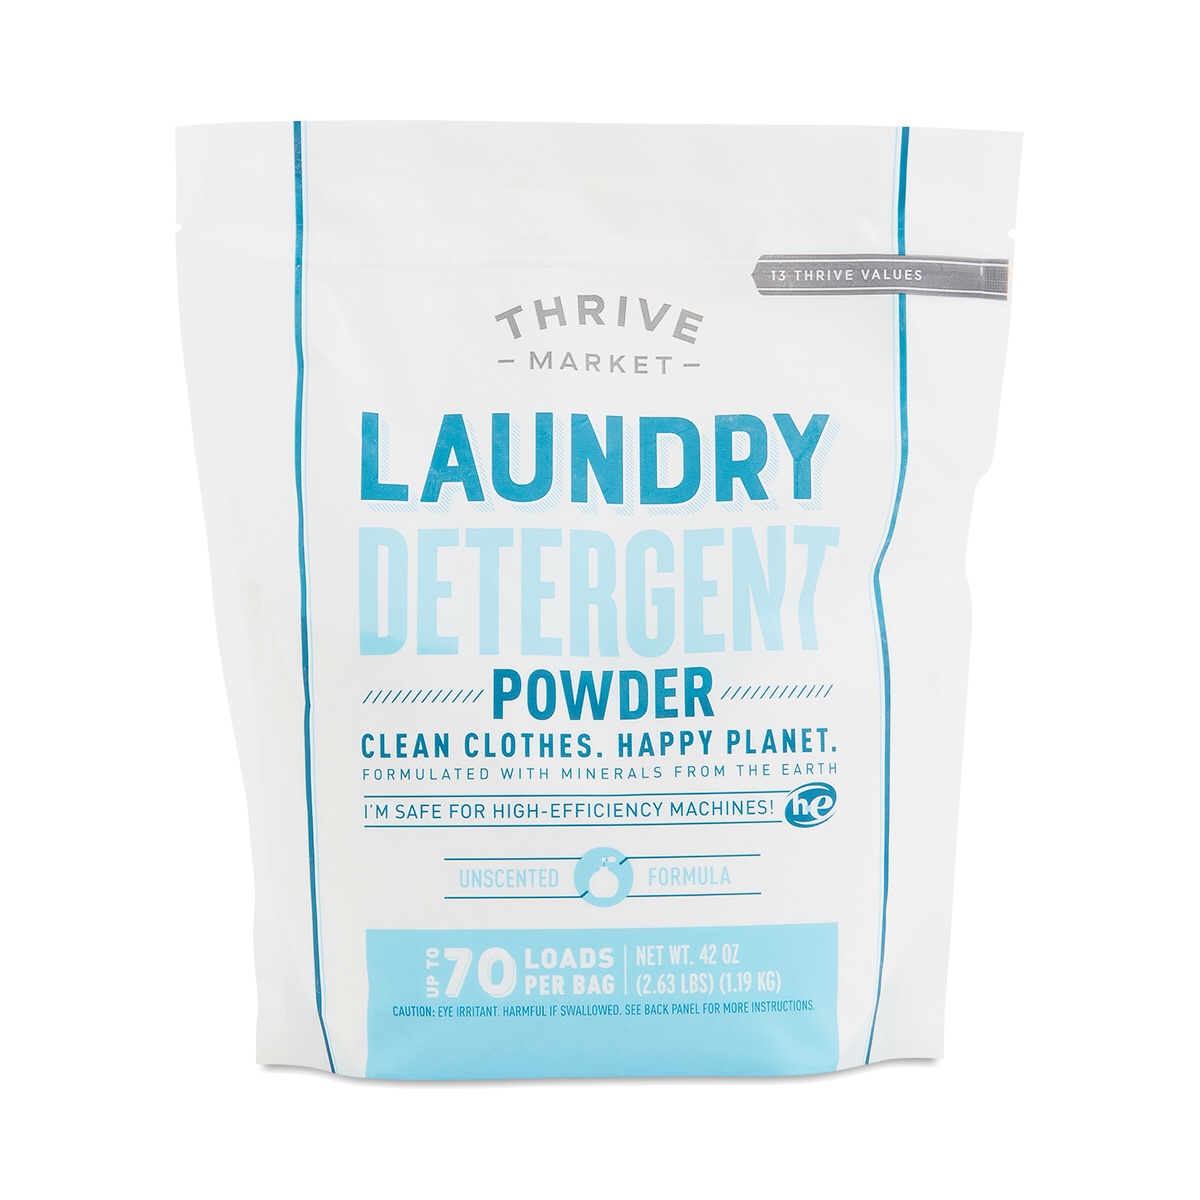 13 THRIVE VALUES
THRIVE
– MARKET –
LAUNDRY
DETERGENT
POWDER
CLEAN CLOTHES. HAPPY PLANET.
FORMULATED WITH MINERALS FROM THE EARTH
I'M SAFE FOR HIGH-EFFICIENCY MACHINES! he
UNSCENTED FORMULA
UP TO 70 LOADS PER BAG
NET WT. 42 OZ
(2.63 LBS) (1.19 KG)
CAUTION: EYE IRRITANT. HARMFUL IF SWALLOWED. SEE BACK PANEL FOR MORE INSTRUCTIONS.